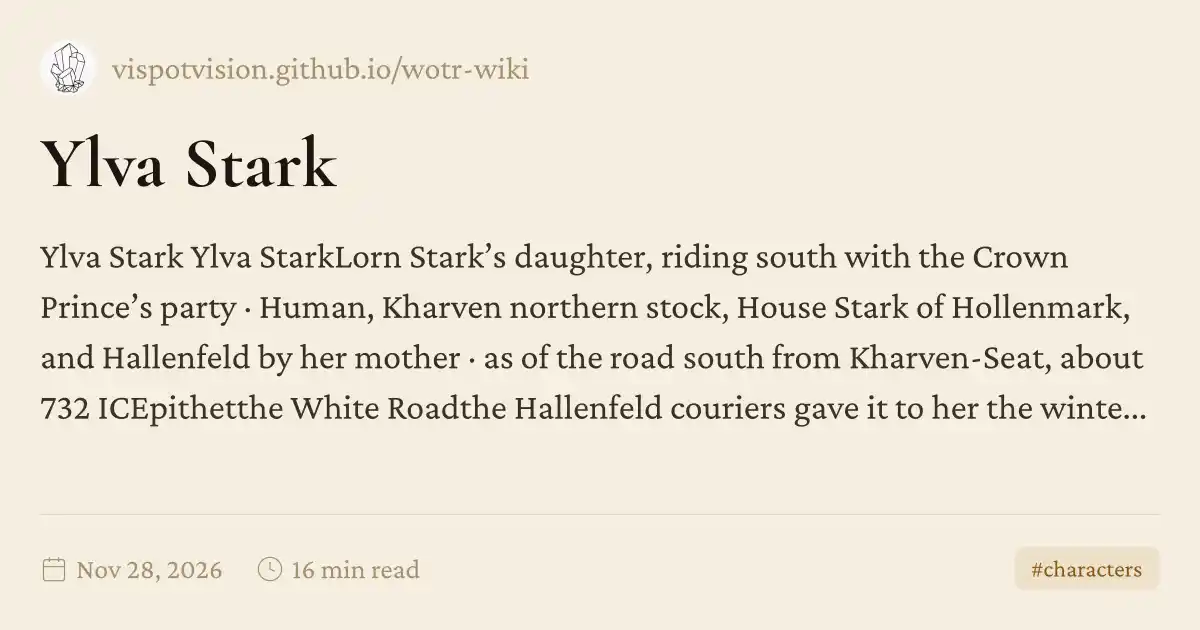 vispotvision.github.io/wotr-wiki
Ylva Stark
Ylva Stark Ylva StarkLorn Stark’s daughter, riding south with the Crown
Prince’s party · Human, Kharven northern stock, House Stark of Hollenmark,
and Hallenfeld by her mother · as of the road south from Kharven-Seat, about
732 ICEpithetthe White Roadthe Hallenfeld couriers gave it to her the winte...
Nov 28, 2026
16 min read
#characters